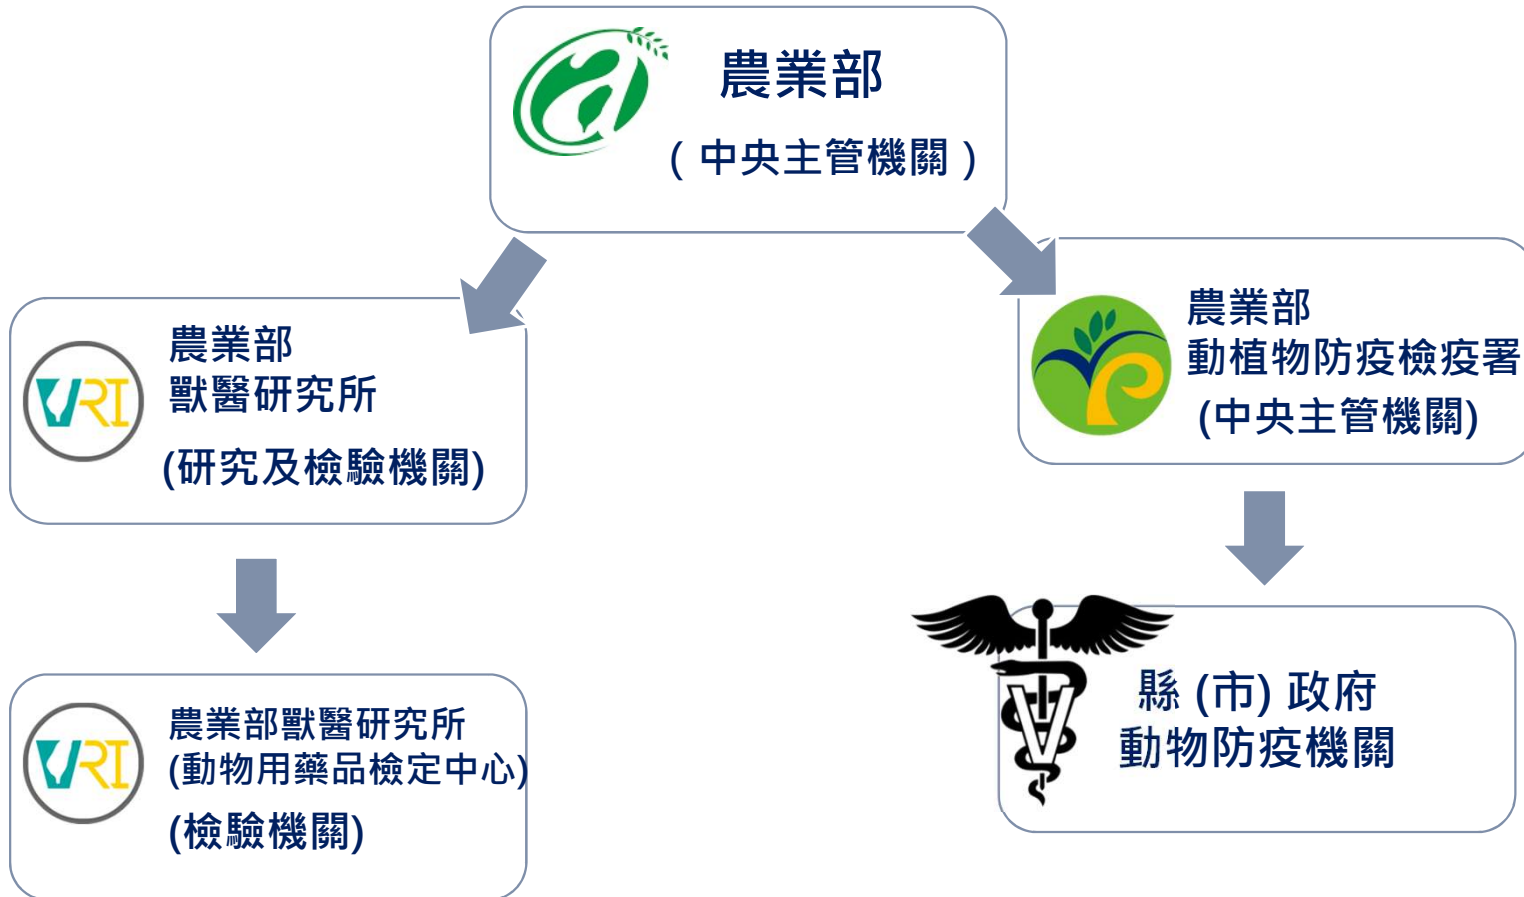 農業部
( 中央主管機關 )
農業部
獸醫研究所
(研究及檢驗機關)
VRI
農業部
動植物防疫檢疫署
(中央主管機關)
農業部獸醫研究所
(動物用藥品檢定中心)
(檢驗機關)
VRI
縣 (市) 政府
動物防疫機關
V